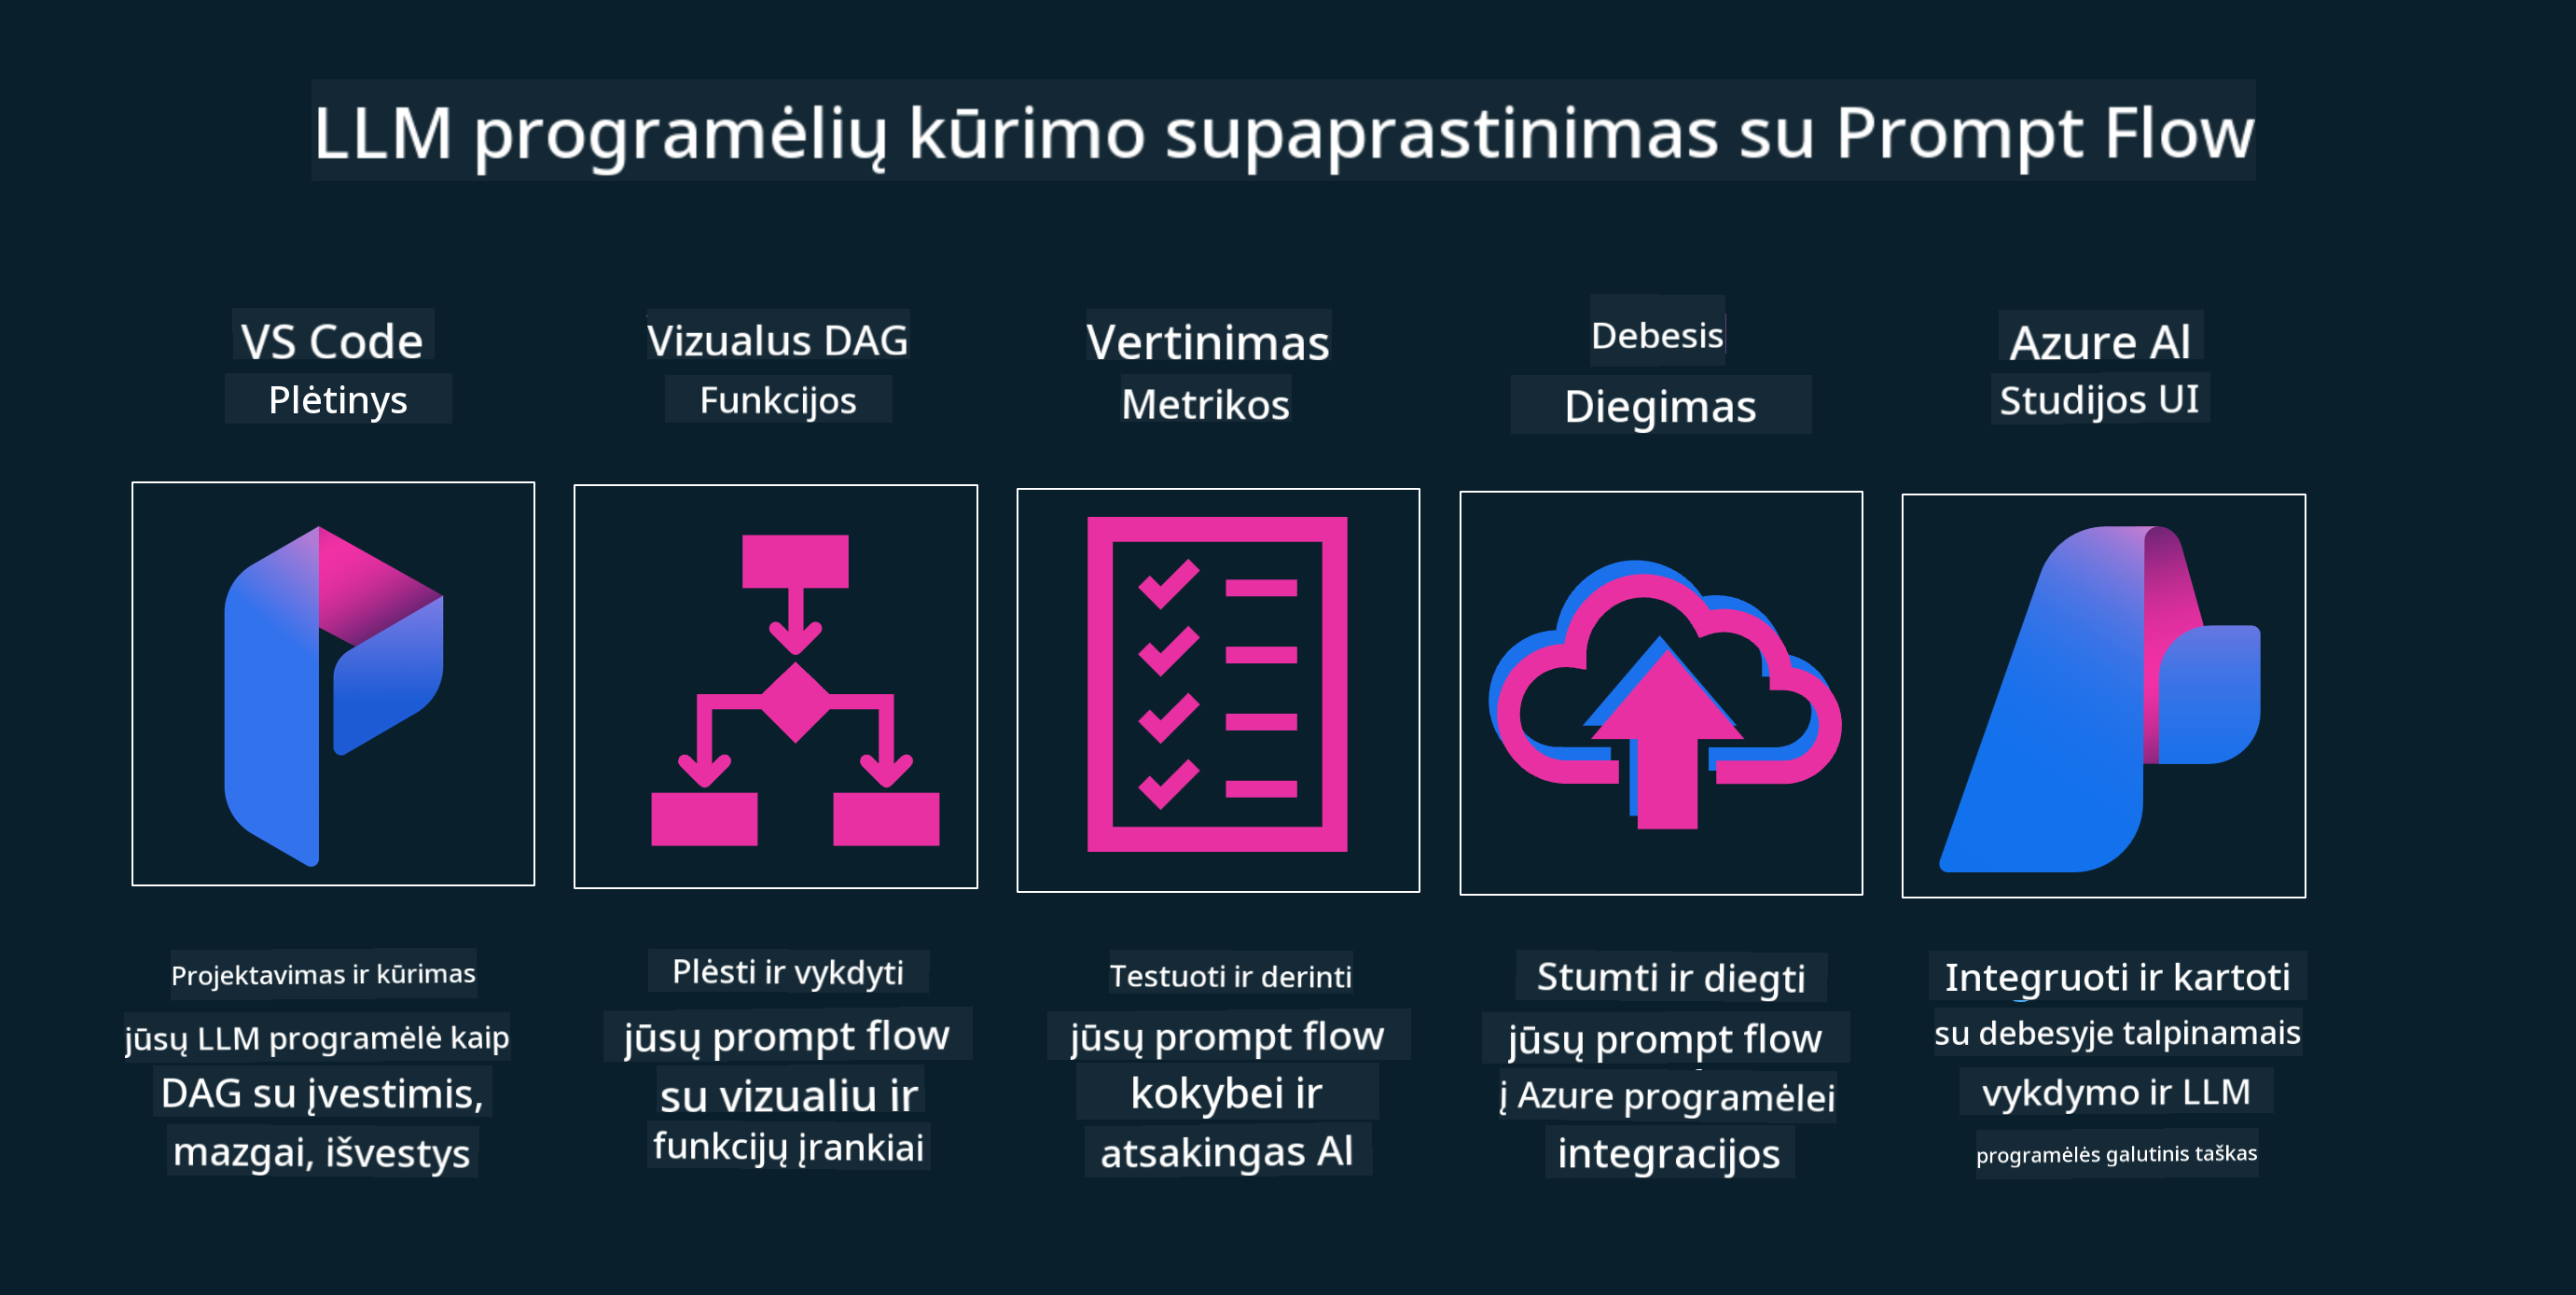 LLM programėlių kūrimo supaprastinimas su Prompt Flow
VS Code
Plėtinys
Vizualus DAG
Funkcijos
Vertinimas
Metrikos
Debesis
Diegimas
Azure Al
Studijos UI
Projektavimas ir kūrimas
jūsų LLM programėlė kaip
DAG su įvestimis,
mazgai, išvestys
Plėsti ir vykdyti
jūsų prompt flow
su vizualiu ir
funkcijų įrankiai
Testuoti ir derinti
jūsų prompt flow
kokybei ir
atsakingas Al
Stumti ir diegti
jūsų prompt flow
į Azure programėlei
integracijos
Integruoti ir kartoti
su debesyje talpinamais
vykdymo ir LLM
programėlės galutinis taškas